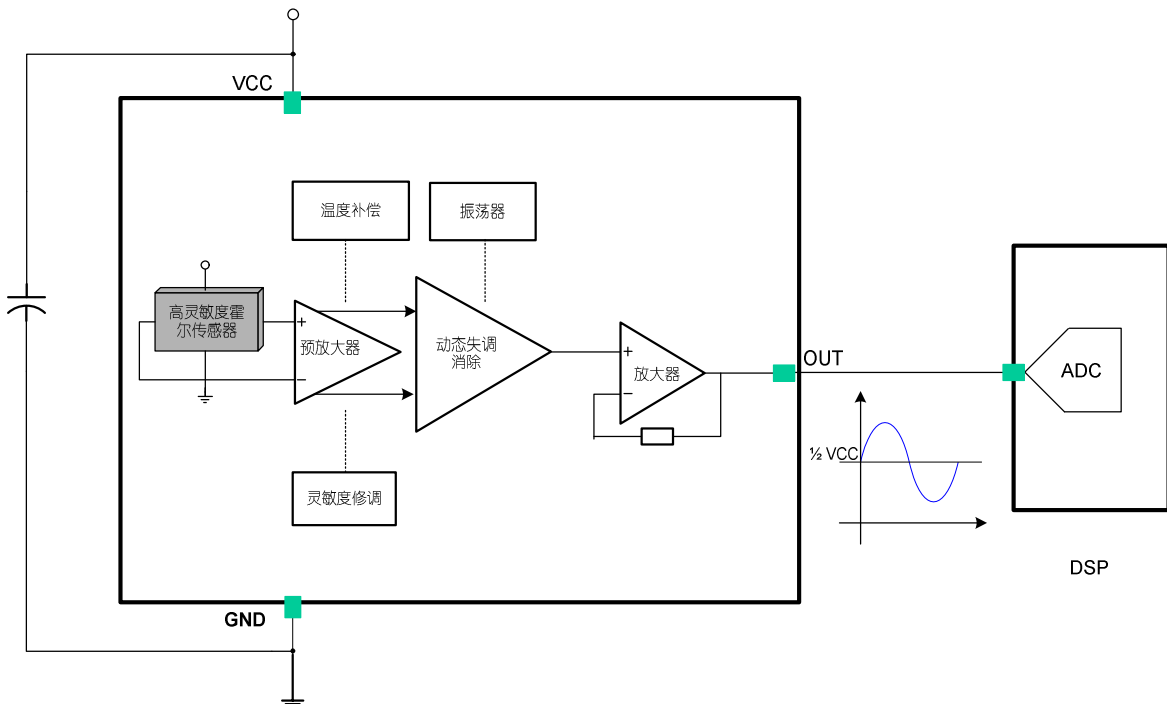 VCC
温度补偿
振荡器
高灵敏度霍
尔传感器
+
−
预放大器
动态失调
消除
+
−
放大器
OUT
ADC
½ VCC
灵敏度修调
DSP
GND